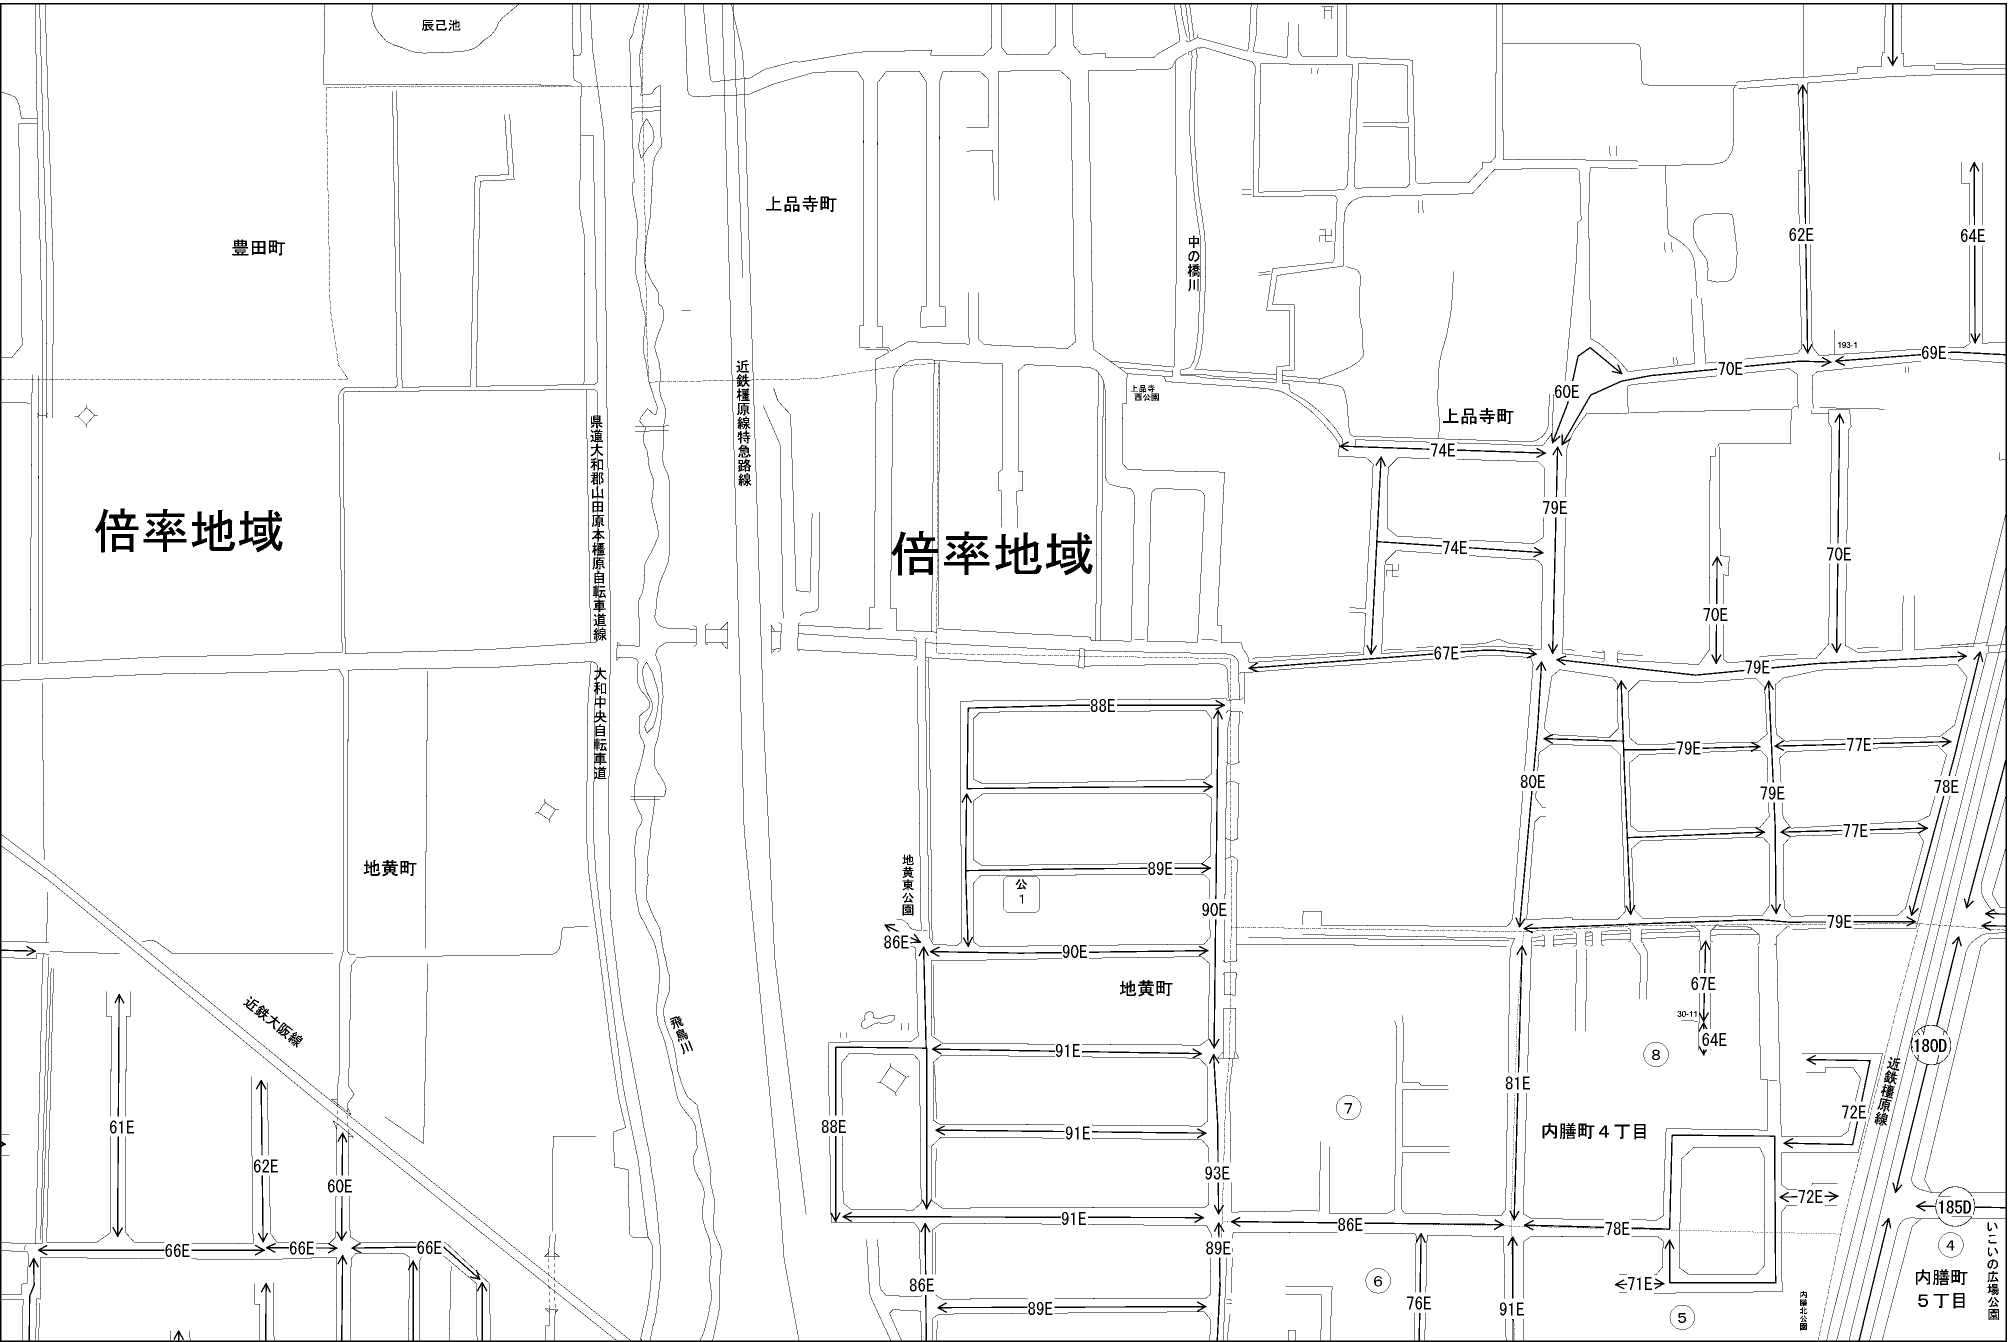 辰己池
上品寺町
豊田町
中の橋川
62E
64E
193-1
69E
70E
60E
近鉄橿原線特急路線
上品寺
西公園
上品寺町
県道大和郡山田原本橿原自転車道線
74E
79E
倍率地域
倍率地域
74E
70E
70E
67E
79E
大和中央自転車道
88E
79E
77E
80E
79E
78E
77E
地黄町
地黄東公園
89E
公
1
90E
79E
86E
90E
地黄町
67E
近鉄大阪線
飛鳥川
30-11
64E
180D
91E
⑧
近鉄橿原線
81E
⑦
72E
61E
88E
91E
内膳町4丁目
62E
60E
93E
72E
185D
91E
86E
78E
いこいの広場公園
66E
66E
66E
89E
④
86E
⑥
71E
内膳町
5丁目
89E
76E
91E
⑤
内膳北公園